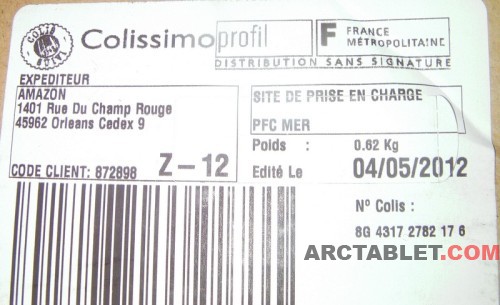 COLIS SUIVI
Colissimo profil
F FRANCE MÉTROPOLITAINE
DISTRIBUTION SANS SIGNATURE
EXPEDITEUR
AMAZON
1401 Rue Du Champ Rouge
45962 Orleans Cedex 9
CODE CLIENT: 872898 Z-12
SITE DE PRISE EN CHARGE
PFC MER
Poids : 0.62 Kg
Edité Le 04/05/2012
N° Colis :
8G 4317 2782 17 6
ARCTABLET.COM